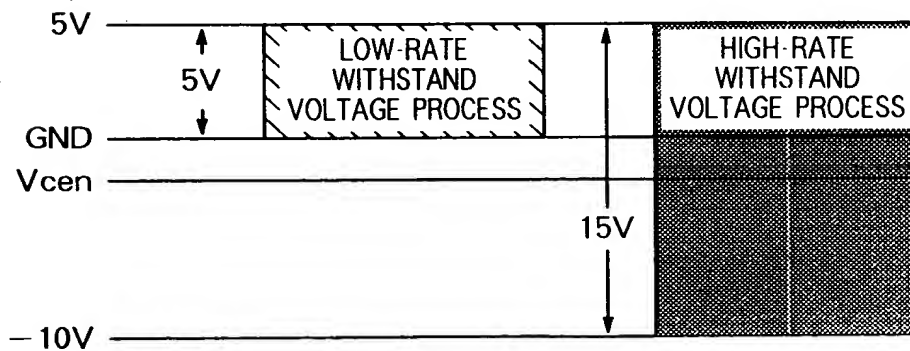 5V
5V
LOW-RATE
WITHSTAND
VOLTAGE PROCESS
HIGH-RATE
WITHSTAND
VOLTAGE PROCESS
GND
Vcen
15V
−10V